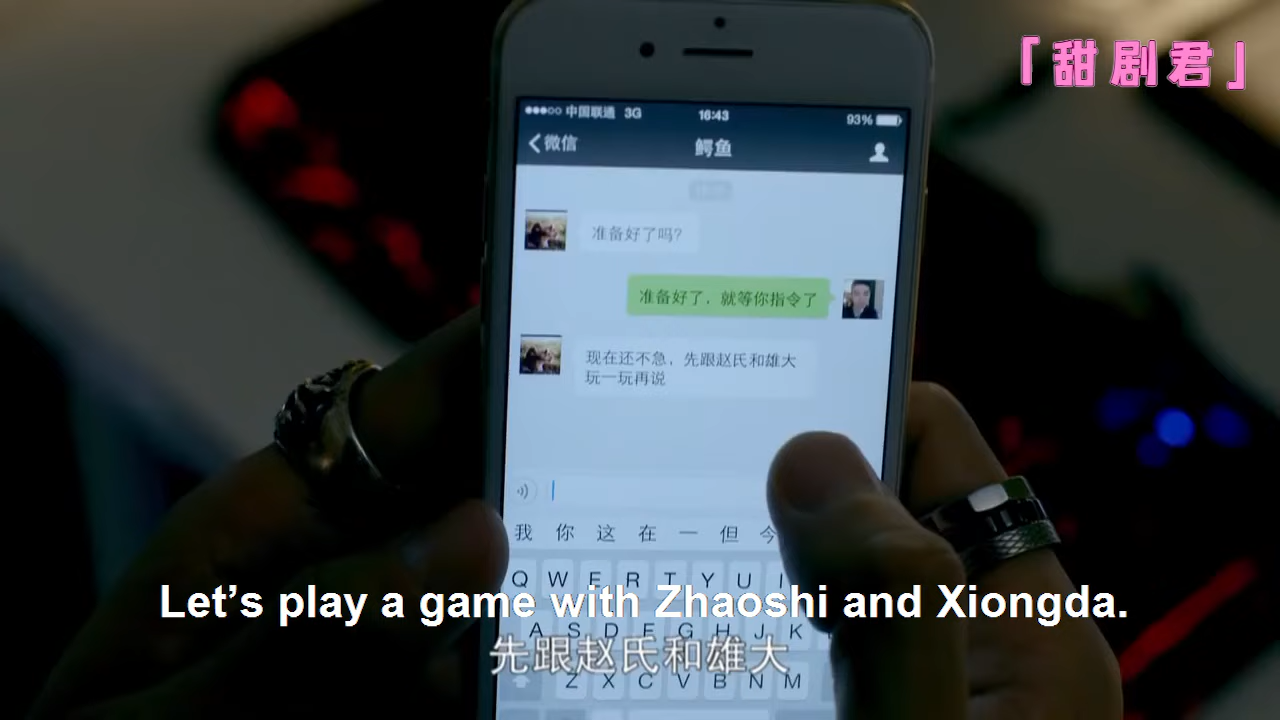 「甜剧君」
中国联通 3G 16:43 93%
微信 鳄鱼
准备好了吗?
准备好了，就等你指令了
现在还不急，先跟赵氏和雄大
玩一玩再说
我 你 这 在 一 但 今
Q W E R T Y U I
Let's play a game with Zhaoshi and Xiongda.
A S D F G H J K
先跟赵氏和雄大
Z X C V B N M